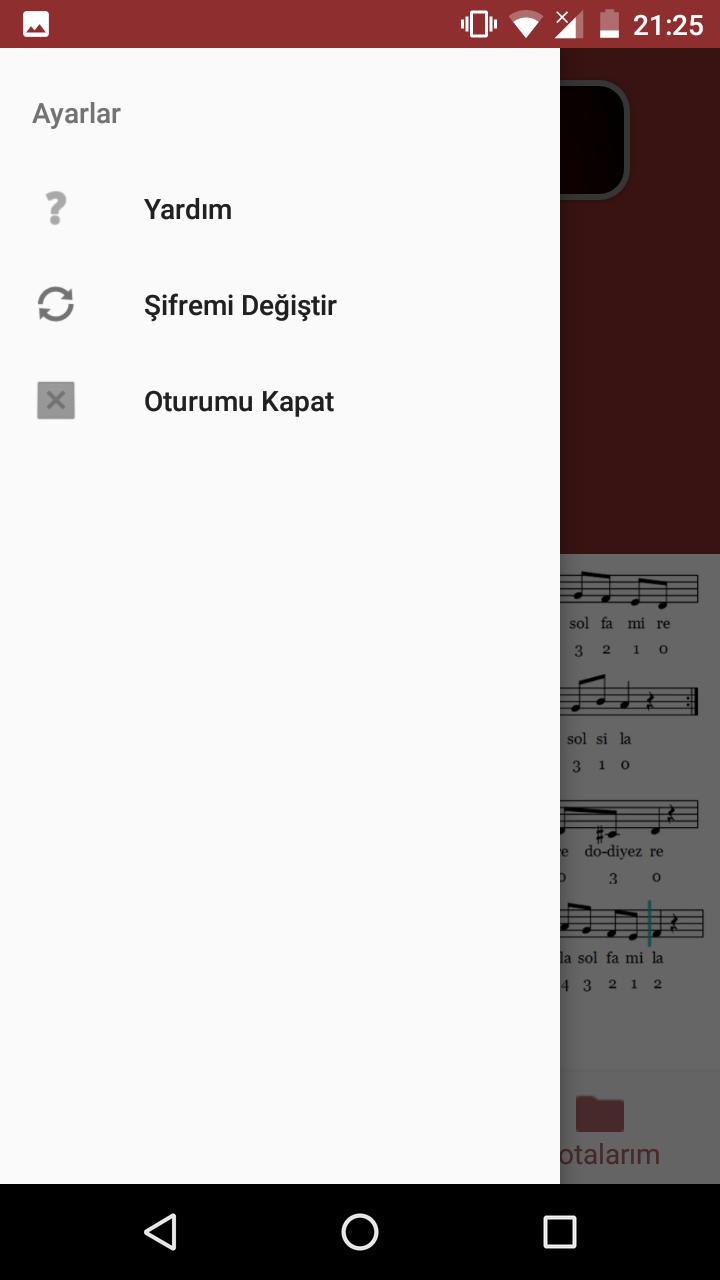 21:25
Ayarlar
Yardım
Şifremi Değiştir
Oturumu Kapat
sol fa mi re
3 2 1 0
sol si la
3 1 0
do-diyez re
3 0
la sol fa mi la
4 3 2 1 2
otalarım